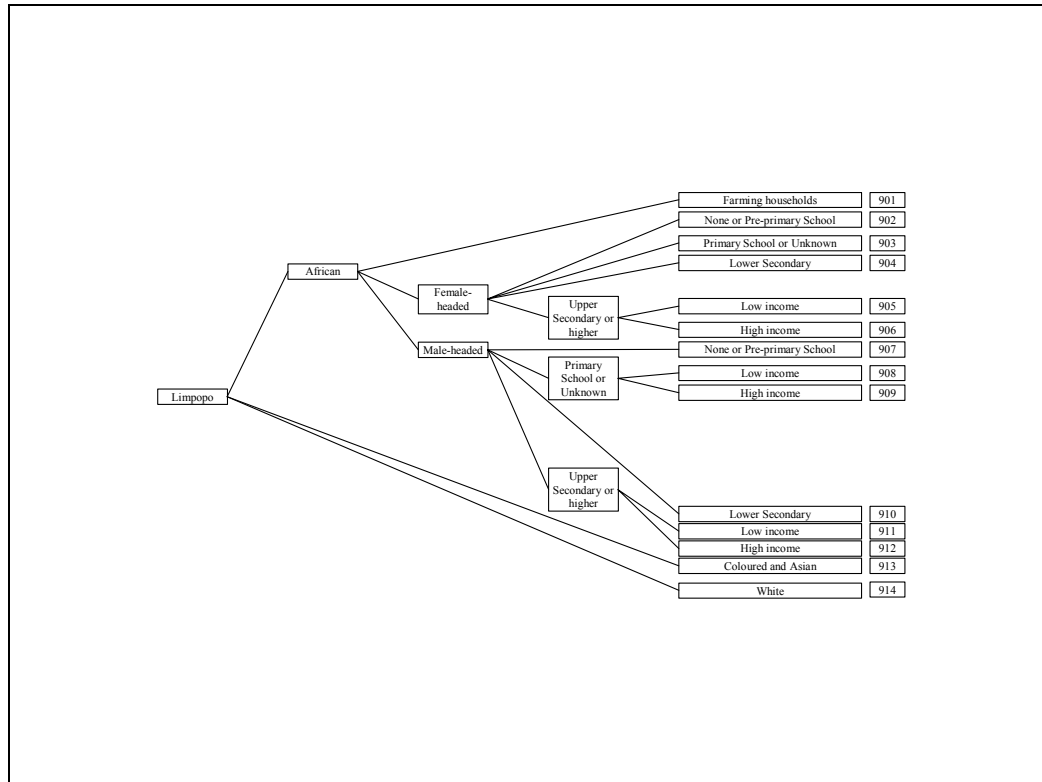 Farming households 901
None or Pre-primary School 902
Primary School or Unknown 903
Lower Secondary 904
African
Female-
headed
Upper
Secondary or
higher
Low income 905
High income 906
Male-headed
None or Pre-primary School 907
Primary
School or
Unknown
Low income 908
High income 909
Limpopo
Upper
Secondary or
higher
Lower Secondary 910
Low income 911
High income 912
Coloured and Asian 913
White 914